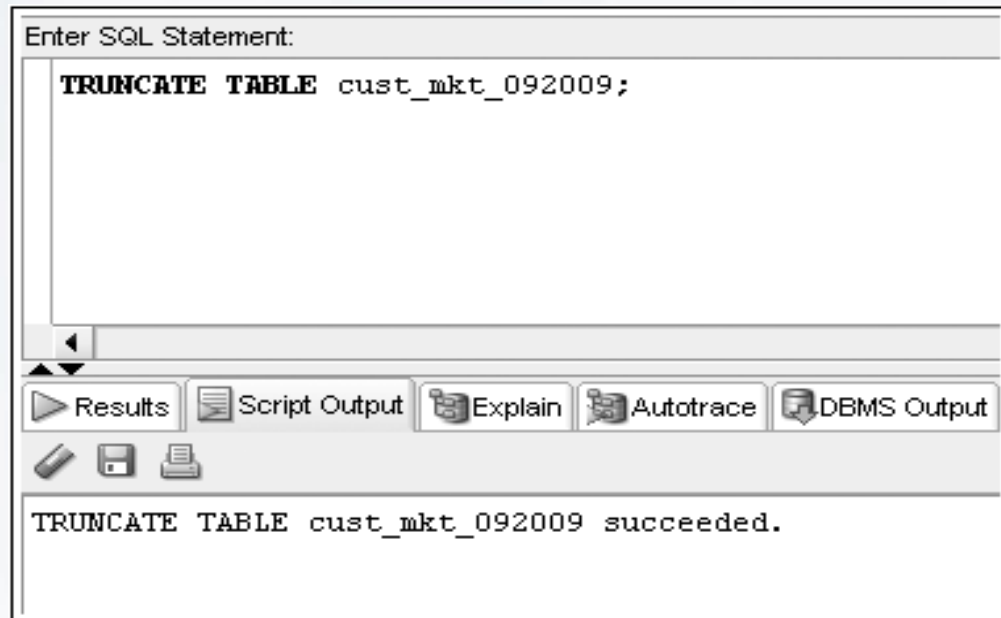 Enter SQL Statement:
TRUNCATE TABLE cust_mkt_092009;
Results Script Output Explain Autotrace DBMS Output
TRUNCATE TABLE cust_mkt_092009 succeeded.